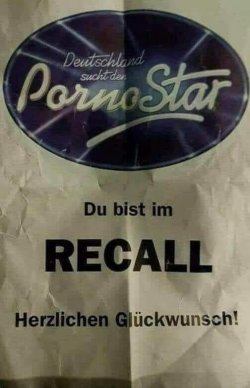 Deutschland
sucht den
PornoStar
Du bist im
RECALL
Herzlichen Glückwunsch!